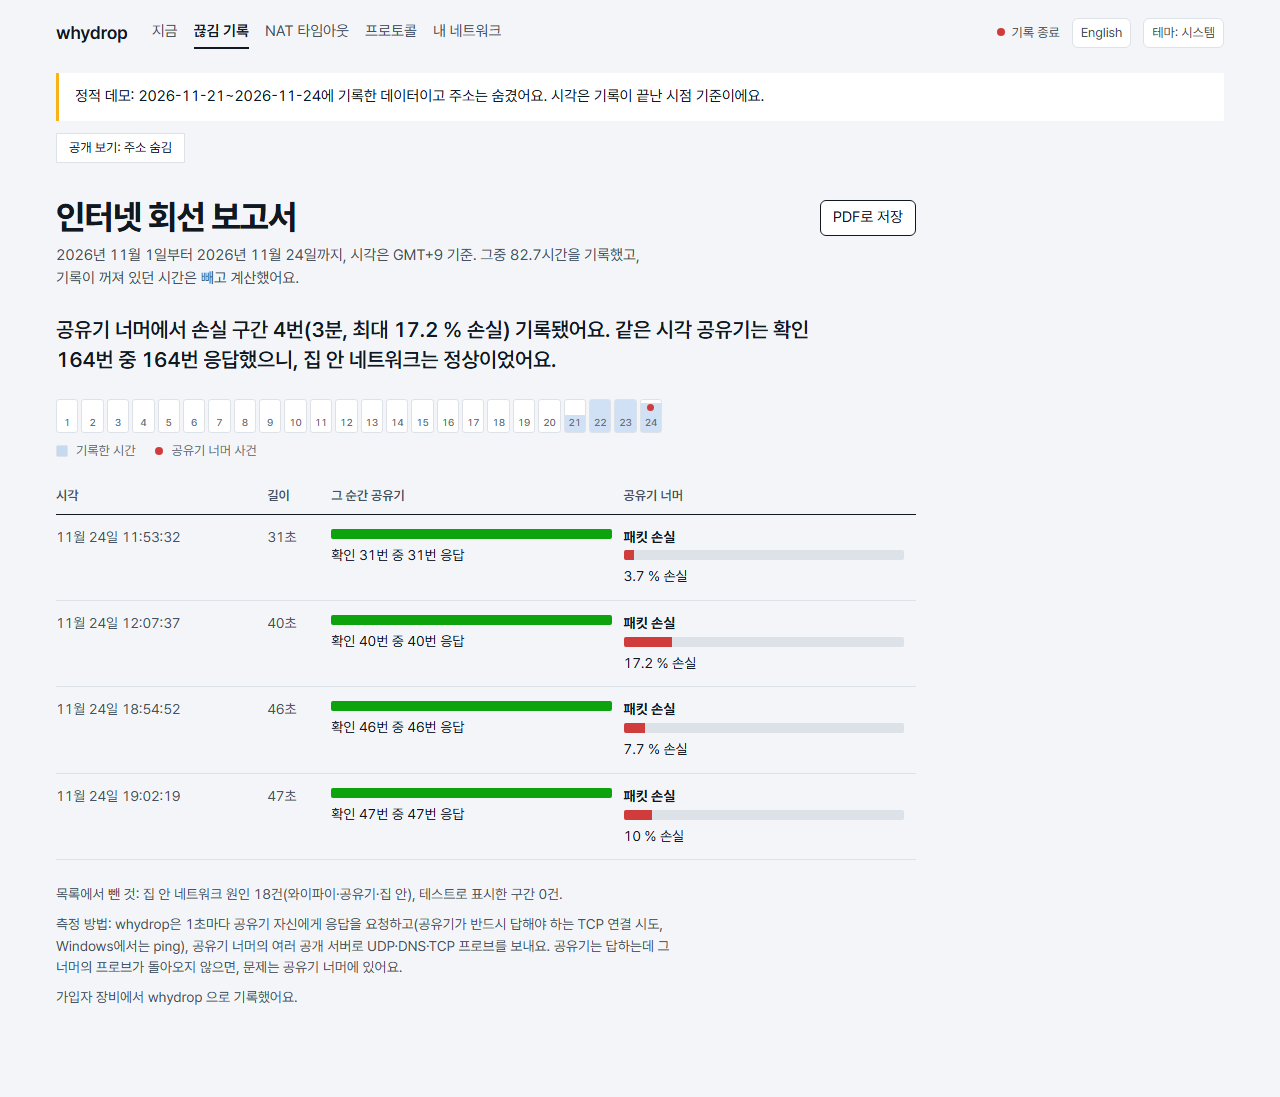 whydrop 지금 끊김 기록 NAT 타임아웃 프로토콜 내 네트워크 기록 종료 English 테마: 시스템
정적 데모: 2026-11-21~2026-11-24에 기록한 데이터이고 주소는 숨겼어요. 시각은 기록이 끝난 시점 기준이에요.
공개 보기: 주소 숨김
인터넷 회선 보고서
PDF로 저장
2026년 11월 1일부터 2026년 11월 24일까지, 시각은 GMT+9 기준. 그중 82.7시간을 기록했고,
기록이 꺼져 있던 시간은 빼고 계산했어요.
공유기 너머에서 손실 구간 4번(3분, 최대 17.2 % 손실) 기록됐어요. 같은 시각 공유기는 확인
164번 중 164번 응답했으니, 집 안 네트워크는 정상이었어요.
1 2 3 4 5 6 7 8 9 10 11 12 13 14 15 16 17 18 19 20 21 22 23 24
기록한 시간 공유기 너머 사건
시각 길이 그 순간 공유기 공유기 너머
11월 24일 11:53:32 31초 패킷 손실
확인 31번 중 31번 응답
3.7 % 손실
11월 24일 12:07:37 40초 패킷 손실
확인 40번 중 40번 응답
17.2 % 손실
11월 24일 18:54:52 46초 패킷 손실
확인 46번 중 46번 응답
7.7 % 손실
11월 24일 19:02:19 47초 패킷 손실
확인 47번 중 47번 응답
10 % 손실
목록에서 뺀 것: 집 안 네트워크 원인 18건(와이파이·공유기·집 안), 테스트로 표시한 구간 0건.
측정 방법: whydrop은 1초마다 공유기 자신에게 응답을 요청하고(공유기가 반드시 답해야 하는 TCP 연결 시도,
Windows에서는 ping), 공유기 너머의 여러 공개 서버로 UDP·DNS·TCP 프로브를 보내요. 공유기는 답하는데 그
너머의 프로브가 돌아오지 않으면, 문제는 공유기 너머에 있어요.
가입자 장비에서 whydrop 으로 기록했어요.